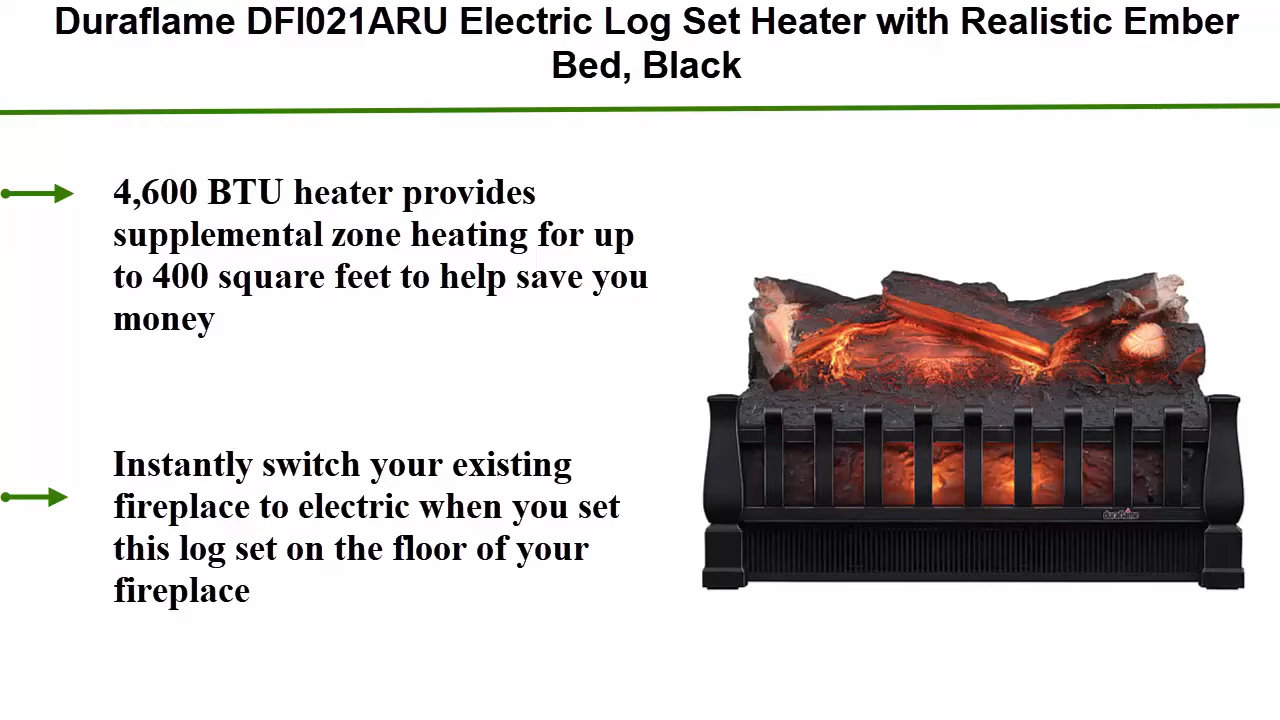 Duraflame DFI021ARU Electric Log Set Heater with Realistic Ember
Bed, Black
4,600 BTU heater provides
supplemental zone heating for up
to 400 square feet to help save you
money
Instantly switch your existing
fireplace to electric when you set
this log set on the floor of your
fireplace
duraflame